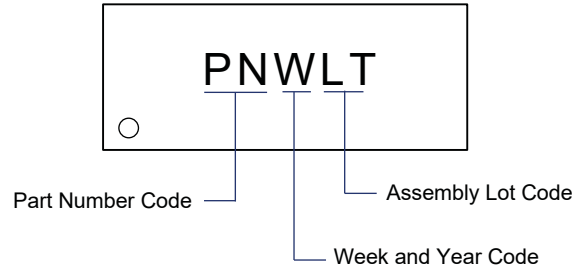 PNWLT
Part Number Code
Assembly Lot Code
Week and Year Code